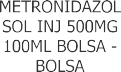 METRONIDAZOL
SOL INJ 500MG
100ML BOLSA -
BOLSA